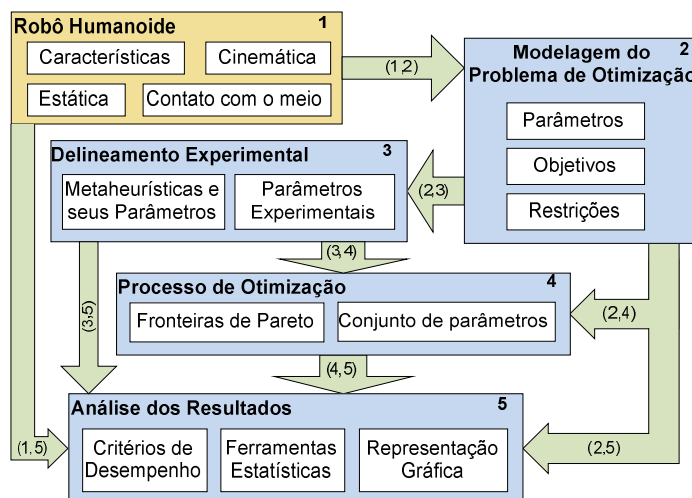 Robô Humanoide
1
Características
Cinemática
Estática
Contato com o meio
(1,2)
Modelagem do
2
Problema de Otimização
Parâmetros
Objetivos
Restrições
Delineamento Experimental
3
Metaheurísticas e
seus Parâmetros
Parâmetros
Experimentais
(2,3)
(3,4)
(3,5)
Processo de Otimização
4
Fronteiras de Pareto
Conjunto de parâmetros
(2,4)
(4,5)
Análise dos Resultados
5
Critérios de
Desempenho
Ferramentas
Estatísticas
Representação
Gráfica
(1,5)
(2,5)